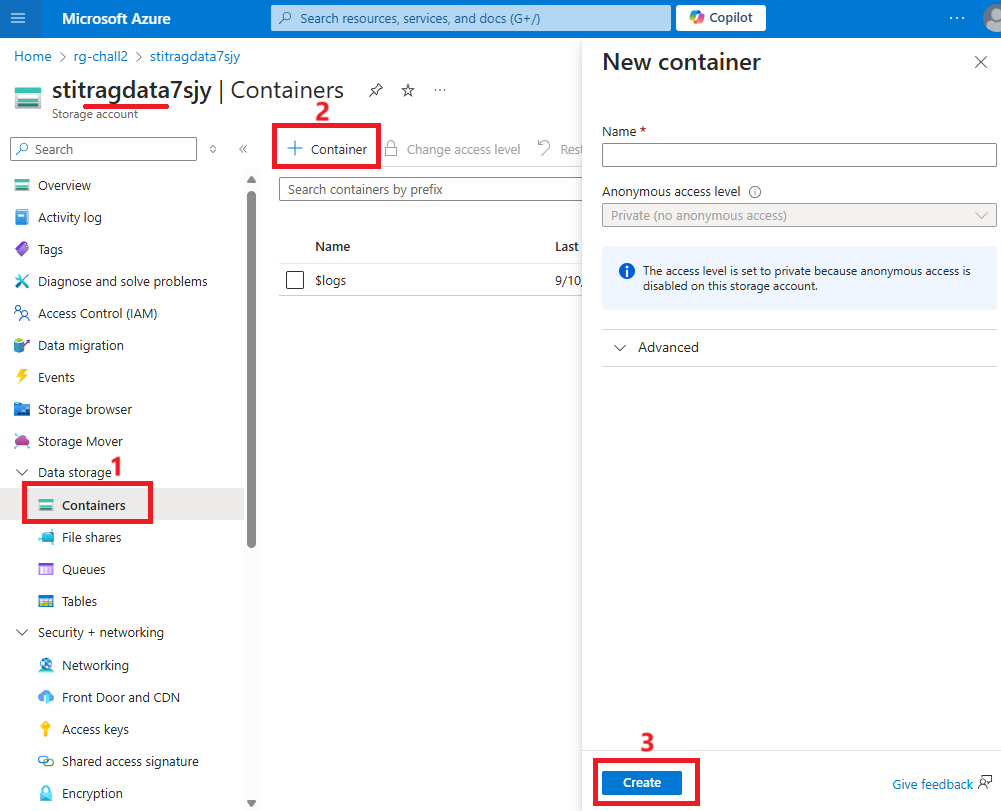 Microsoft Azure
Search resources, services, and docs (G+/)
Copilot
Home > rg-chall2 > stitragdata7sjy
stitragdata7sjy | Containers
Storage account
2
Search
Container
Change access level
Search containers by prefix
Name
Last
$logs
9/10,
Overview
Activity log
Tags
Diagnose and solve problems
Access Control (IAM)
Data migration
Events
Storage browser
Storage Mover
Data storage
1
Containers
File shares
Queues
Tables
Security + networking
Networking
Front Door and CDN
Access keys
Shared access signature
Encryption
New container
Name *
Anonymous access level
Private (no anonymous access)
The access level is set to private because anonymous access is
disabled on this storage account.
Advanced
3
Create
Give feedback